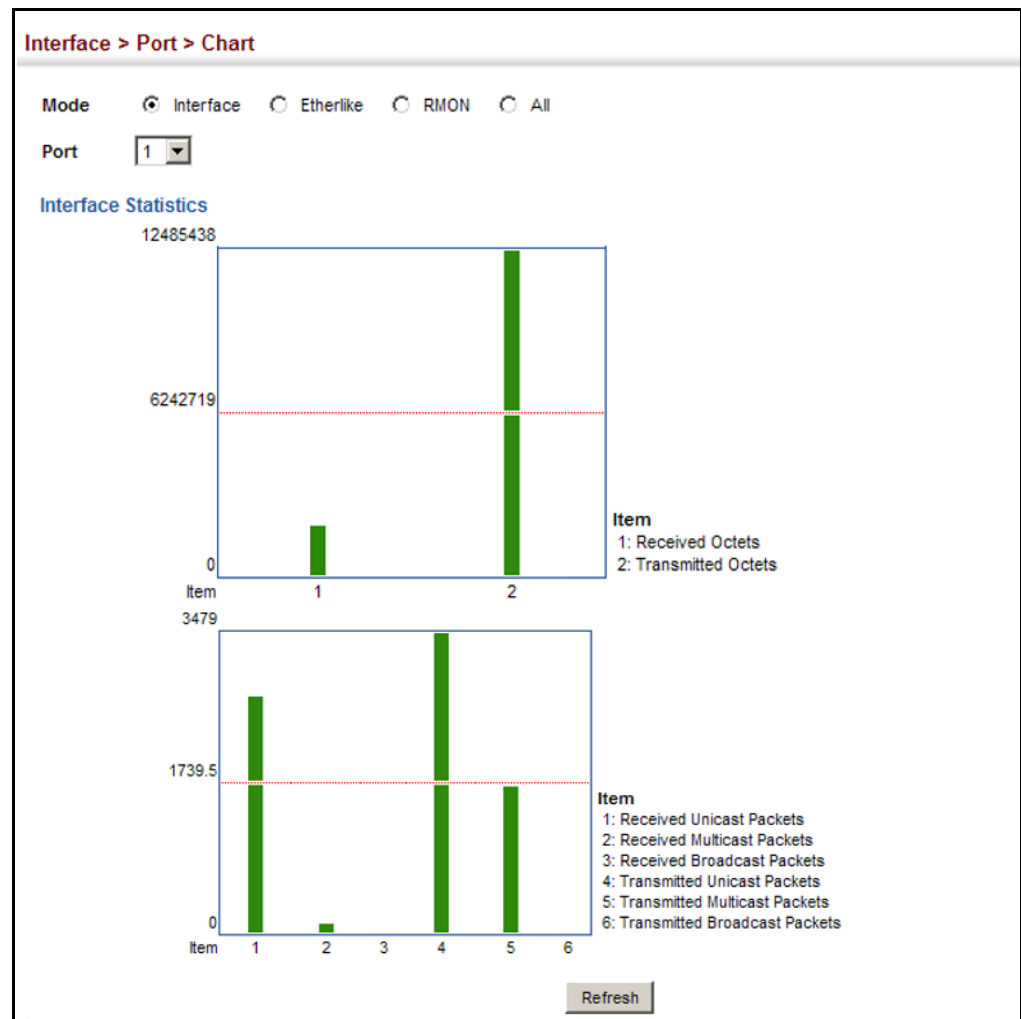 Interface > Port > Chart
Mode Interface Etherlike RMON All
Port 1
Interface Statistics
12485438
6242719
0
Item 1 2
Item
1: Received Octets
2: Transmitted Octets
3479
1739.5
0
Item 1 2 3 4 5 6
Item
1: Received Unicast Packets
2: Received Multicast Packets
3: Received Broadcast Packets
4: Transmitted Unicast Packets
5: Transmitted Multicast Packets
6: Transmitted Broadcast Packets
Refresh